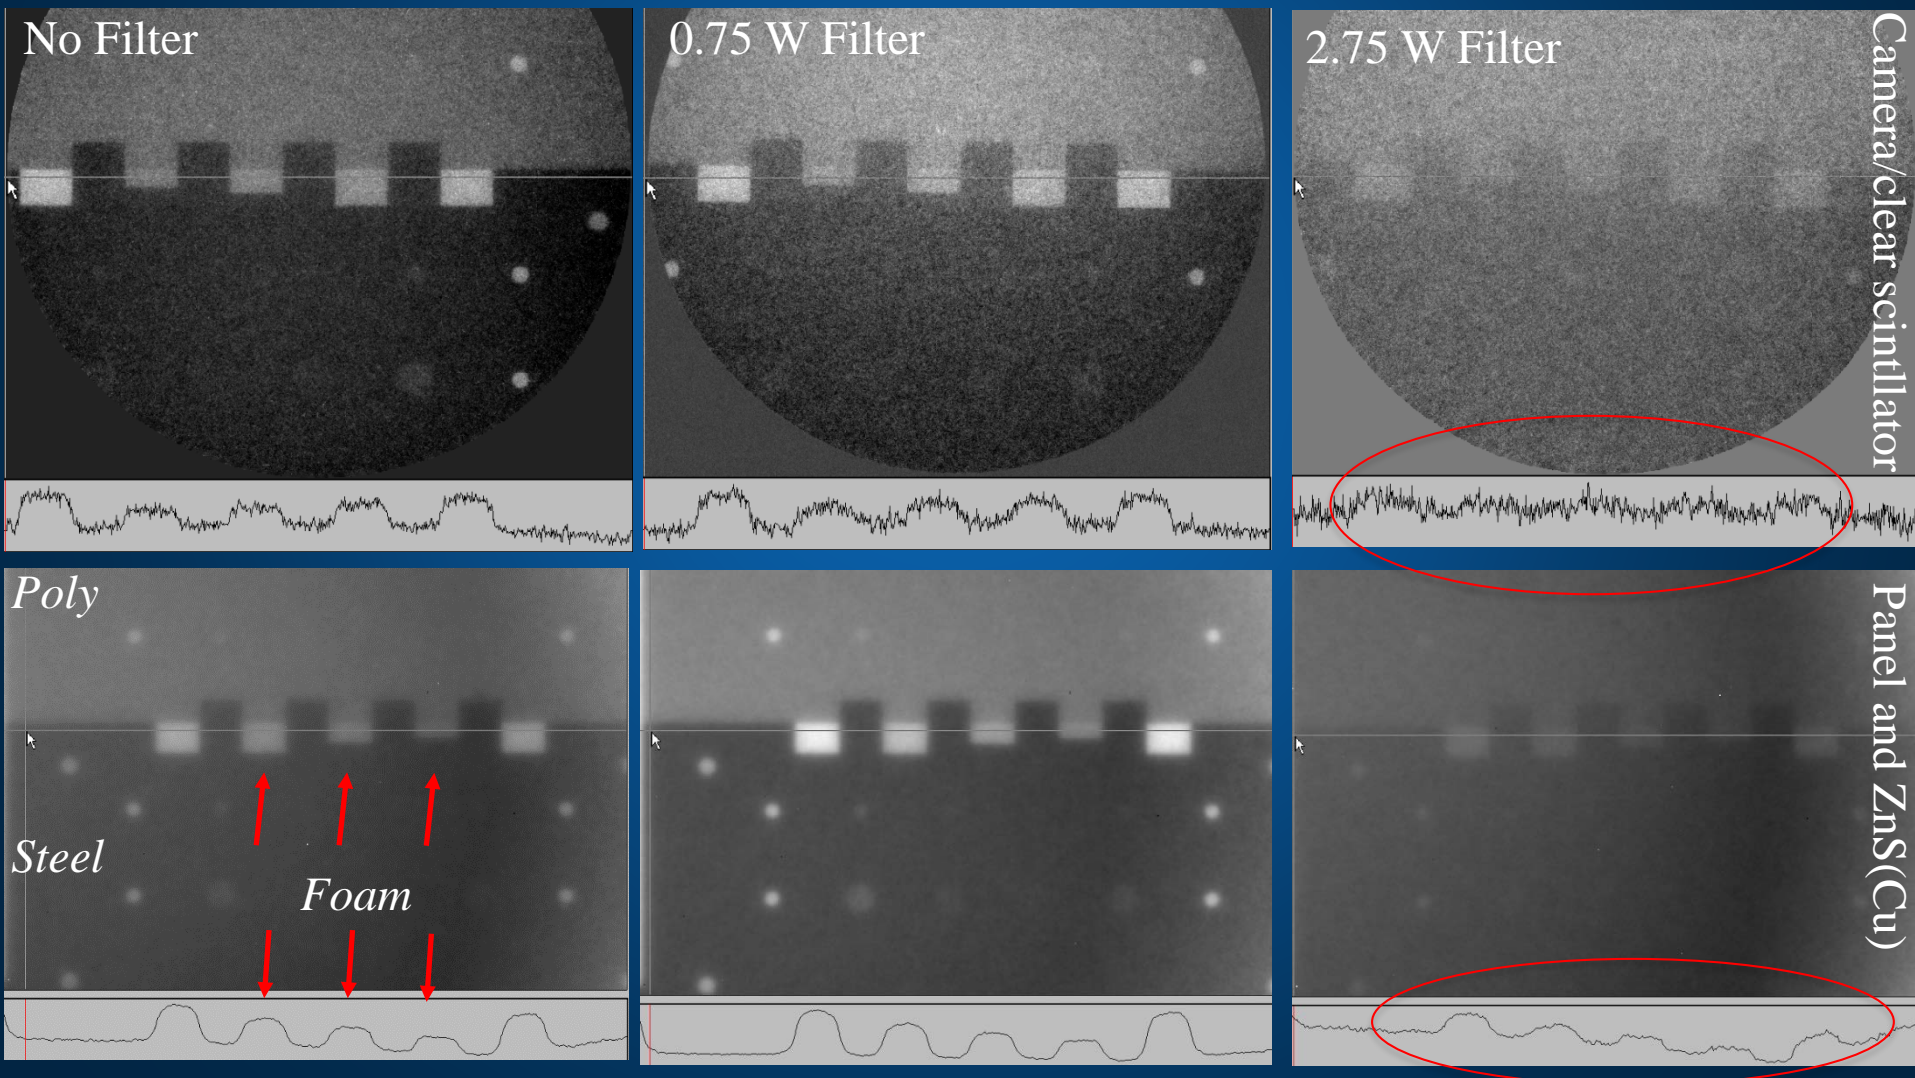 No Filter
0.75 W Filter
2.75 W Filter
Camera/clear scintllator
Poly
Steel
Foam
Panel and ZnS(Cu)